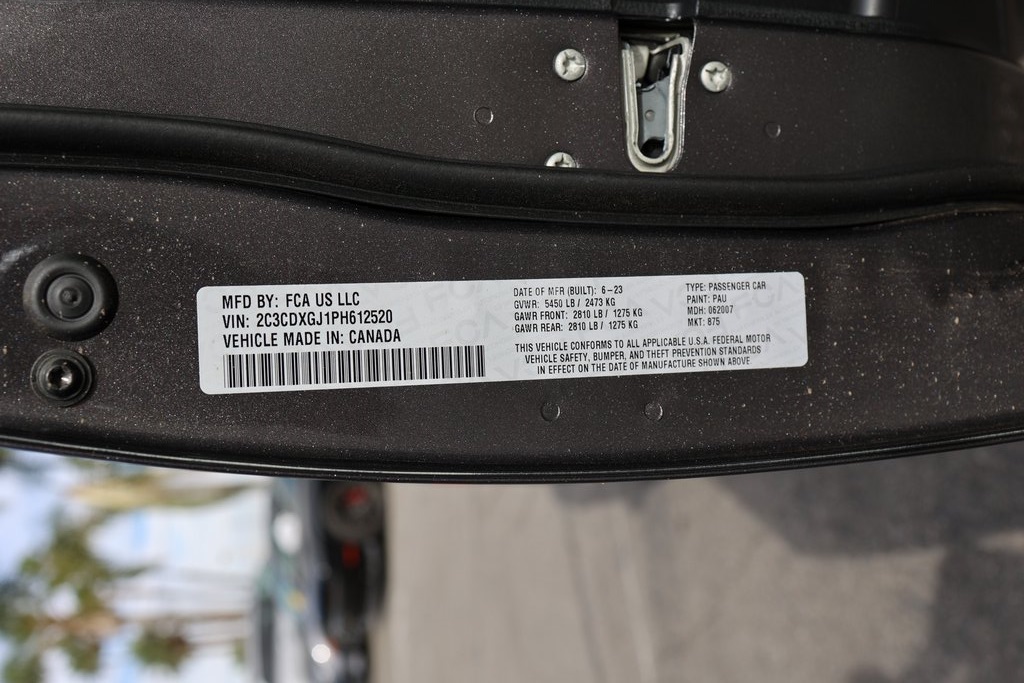 MFD BY: FCA US LLC
VIN: 2C3CDXGJ1PH612520
VEHICLE MADE IN: CANADA
DATE OF MFR (BUILT): 6-23
GVWR: 5450 LB / 2473 KG
GAWR FRONT: 2810 LB / 1275 KG
GAWR REAR: 2810 LB / 1275 KG
TYPE: PASSENGER CAR
PAINT: PAU
MDH: 062007
MKT: 875
THIS VEHICLE CONFORMS TO ALL APPLICABLE U.S.A. FEDERAL MOTOR
VEHICLE SAFETY, BUMPER, AND THEFT PREVENTION STANDARDS
IN EFFECT ON THE DATE OF MANUFACTURE SHOWN ABOVE